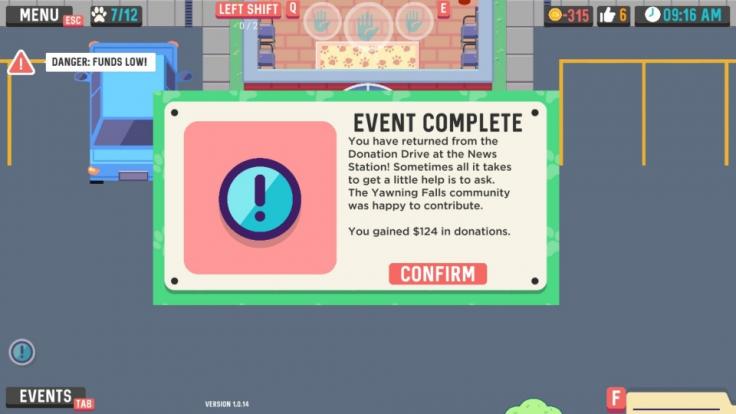 MENU ESC 7/12
LEFT SHIFT Q E
0/2
-315 6 09:16 AM
DANGER: FUNDS LOW!
EVENT COMPLETE
You have returned from the
Donation Drive at the News
Station! Sometimes all it takes
to get a little help is to ask.
The Yawning Falls community
was happy to contribute.
You gained $124 in donations.
CONFIRM
EVENTS TAB
VERSION 1.0.14
F